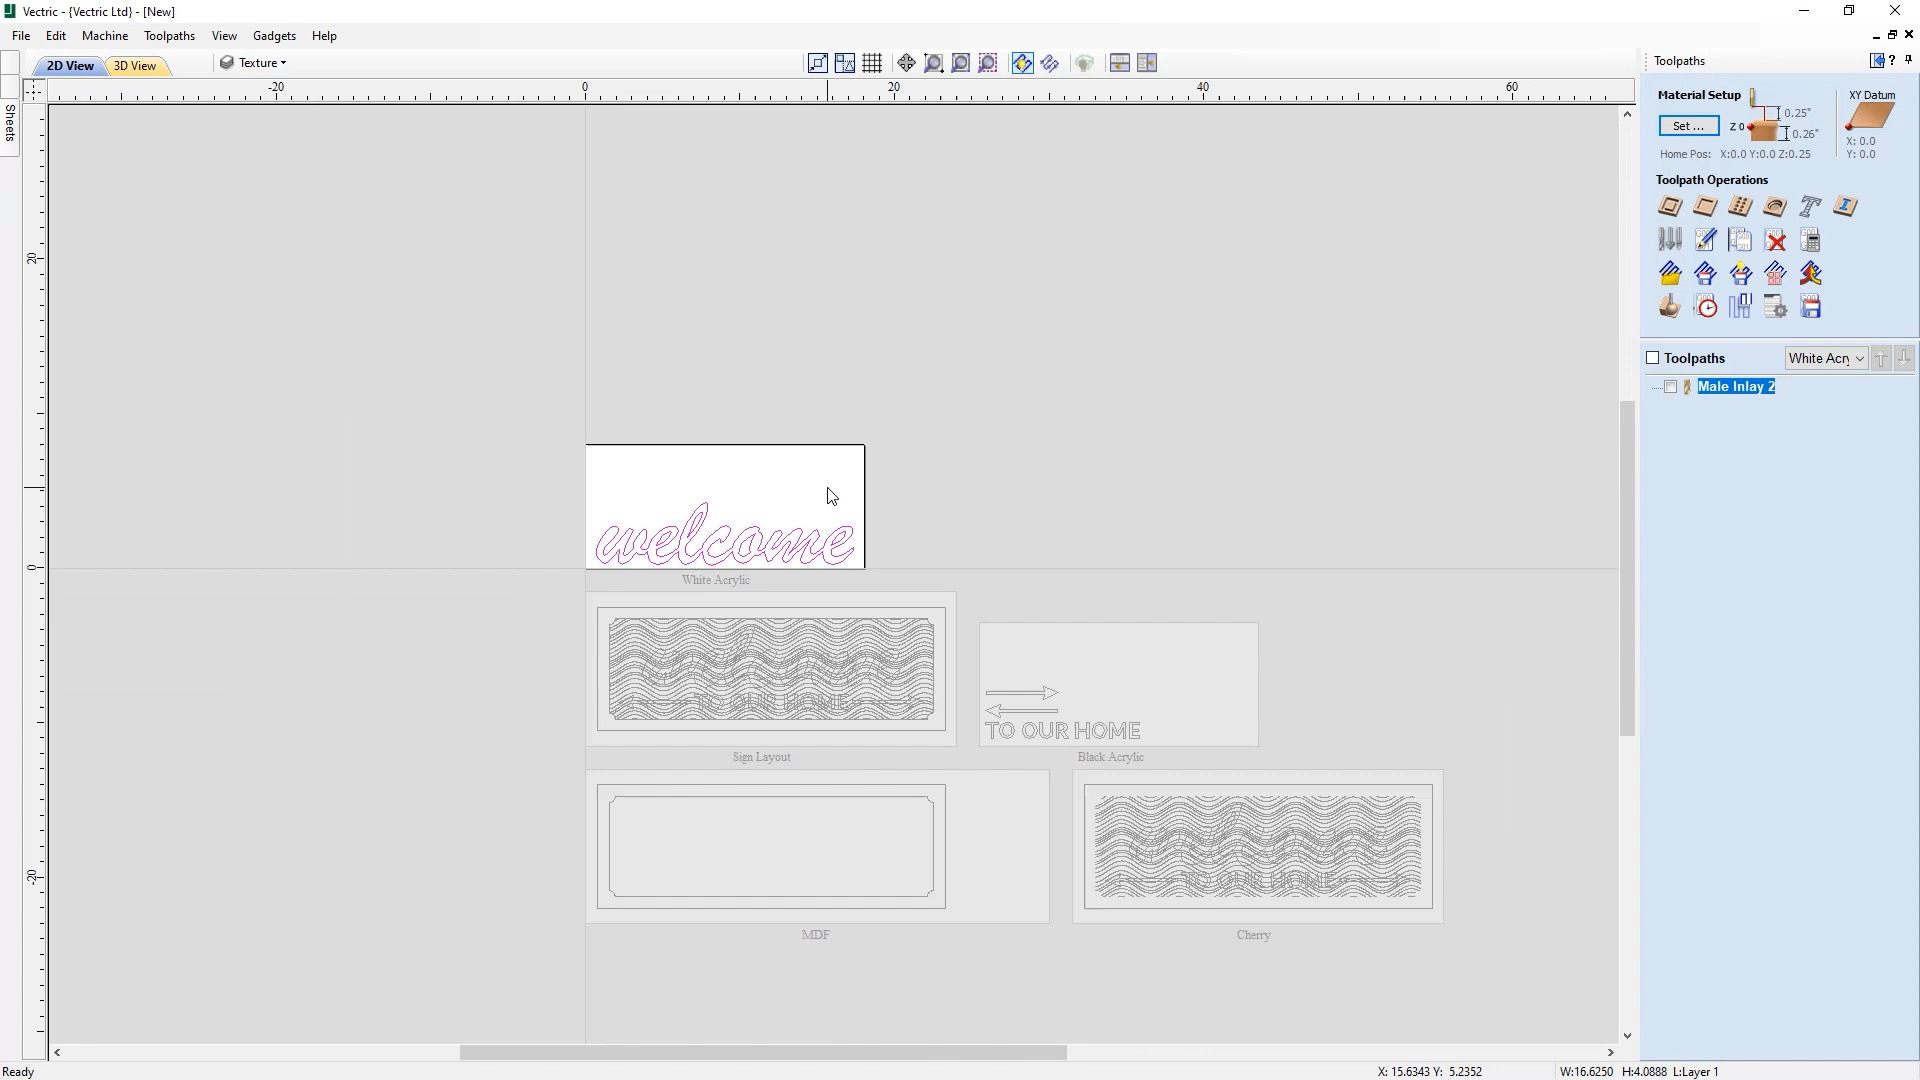 Vectric - {Vectric Ltd} - [New]
File Edit Machine Toolpaths View Gadgets Help
2D View 3D View Texture
Toolpaths
-20 0 20 40 60
Material Setup
Set ...
Z 0
0.25"
0.26"
XY Datum
X: 0.0
Y: 0.0
Home Pos: X:0.0 Y:0.0 Z:0.25
Toolpath Operations
Toolpaths White Acry
Male Inlay 2
Sheets
20
0
-20
welcome
White Acrylic
TO OUR HOME
Sign Layout
TO OUR HOME
Black Acrylic
MDF
TO OUR HOME
Cherry
Ready
X: 15.6343 Y: 5.2352
W:16.6250 H:4.0888 L:Layer 1